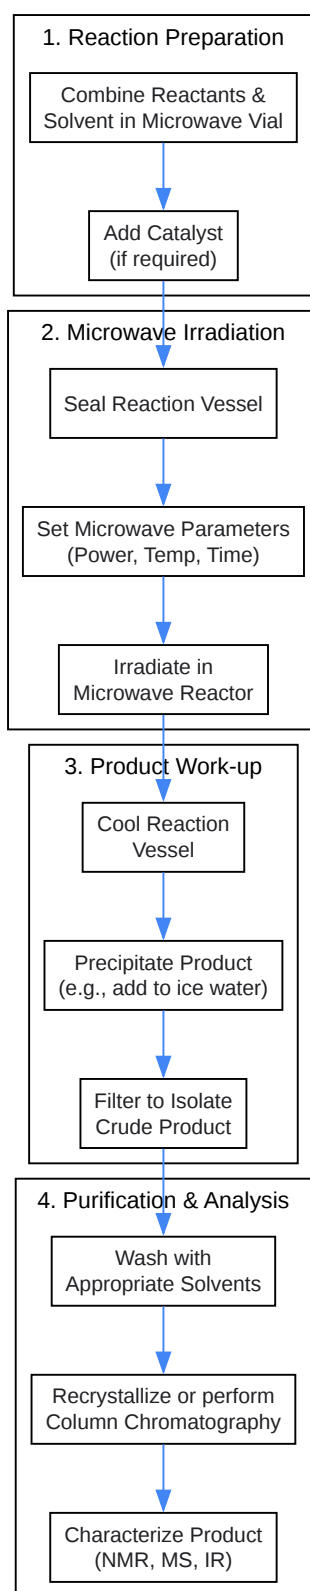 1. Reaction Preparation
Combine Reactants &
Solvent in Microwave Vial
Add Catalyst
(if required)
2. Microwave Irradiation
Seal Reaction Vessel
Set Microwave Parameters
(Power, Temp, Time)
Irradiate in
Microwave Reactor
3. Product Work-up
Cool Reaction
Vessel
Precipitate Product
(e.g., add to ice water)
Filter to Isolate
Crude Product
4. Purification & Analysis
Wash with
Appropriate Solvents
Recrystallize or perform
Column Chromatography
Characterize Product
(NMR, MS, IR)